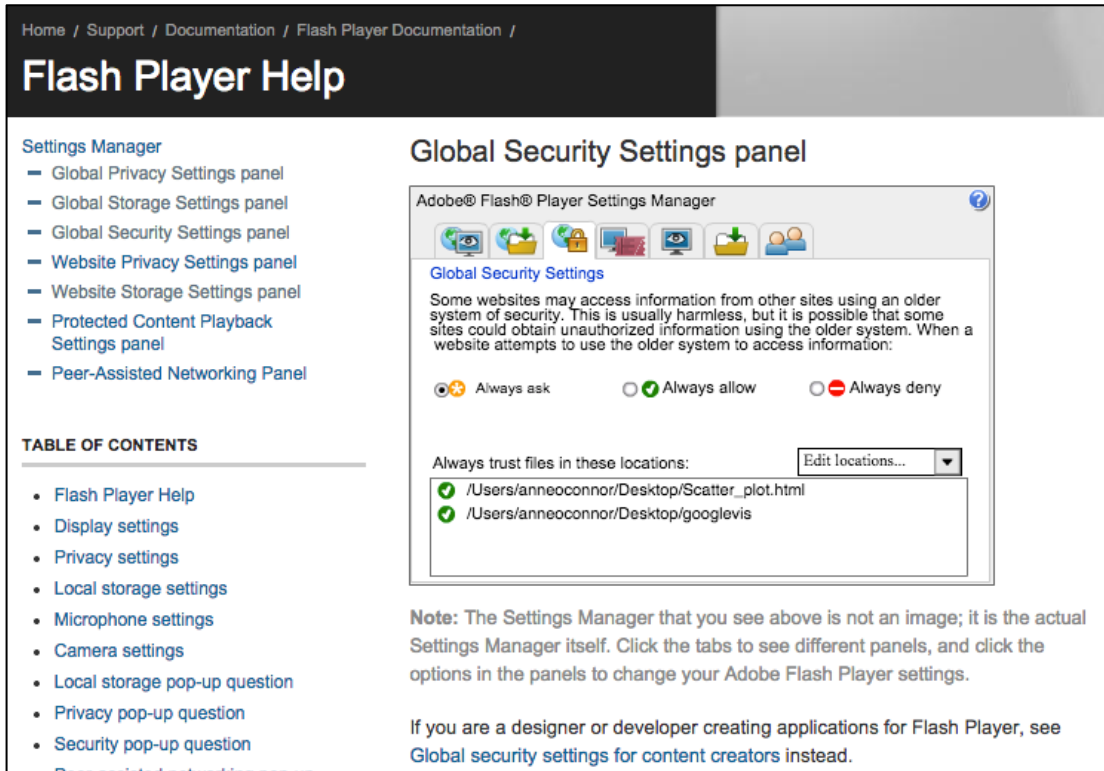 Home / Support / Documentation / Flash Player Documentation /
Flash Player Help
Settings Manager
Global Privacy Settings panel
Global Storage Settings panel
Global Security Settings panel
Website Privacy Settings panel
Website Storage Settings panel
Protected Content Playback
Settings panel
Peer-Assisted Networking Panel
TABLE OF CONTENTS
Flash Player Help
Display settings
Privacy settings
Local storage settings
Microphone settings
Camera settings
Local storage pop-up question
Privacy pop-up question
Security pop-up question
Global Security Settings panel
Adobe® Flash® Player Settings Manager
Global Security Settings
Some websites may access information from other sites using an older
system of security. This is usually harmless, but it is possible that some
sites could obtain unauthorized information using the older system. When a
website attempts to use the older system to access information:
Always ask
Always allow
Always deny
Always trust files in these locations:
Edit locations...
/Users/anneoconnor/Desktop/Scatter_plot.html
/Users/anneoconnor/Desktop/googlevis
Note: The Settings Manager that you see above is not an image; it is the actual
Settings Manager itself. Click the tabs to see different panels, and click the
options in the panels to change your Adobe Flash Player settings.
If you are a designer or developer creating applications for Flash Player, see
Global security settings for content creators instead.